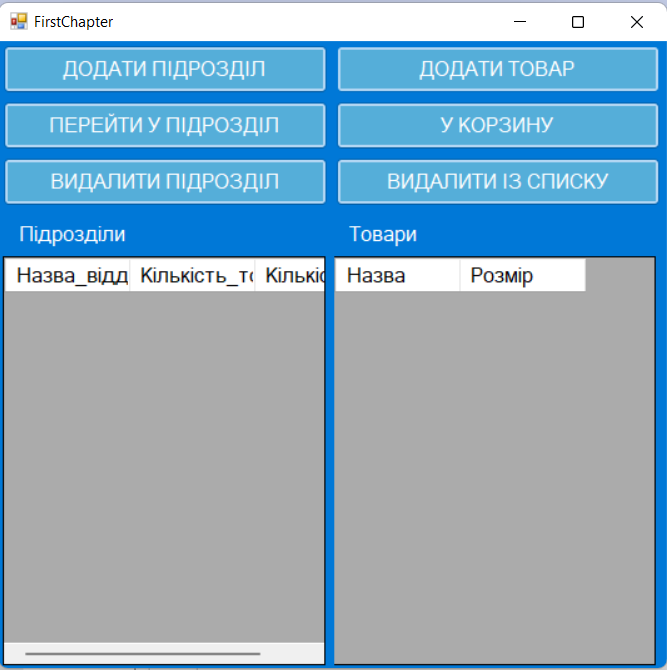 FirstChapter
ДОДАТИ ПІДРОЗДІЛ ДОДАТИ ТОВАР
ПЕРЕЙТИ У ПІДРОЗДІЛ У КОРЗИНУ
ВИДАЛИТИ ПІДРОЗДІЛ ВИДАЛИТИ ІЗ СПИСКУ
Підрозділи Товари
Назва_відд Кількість_то Кількіс Назва Розмір